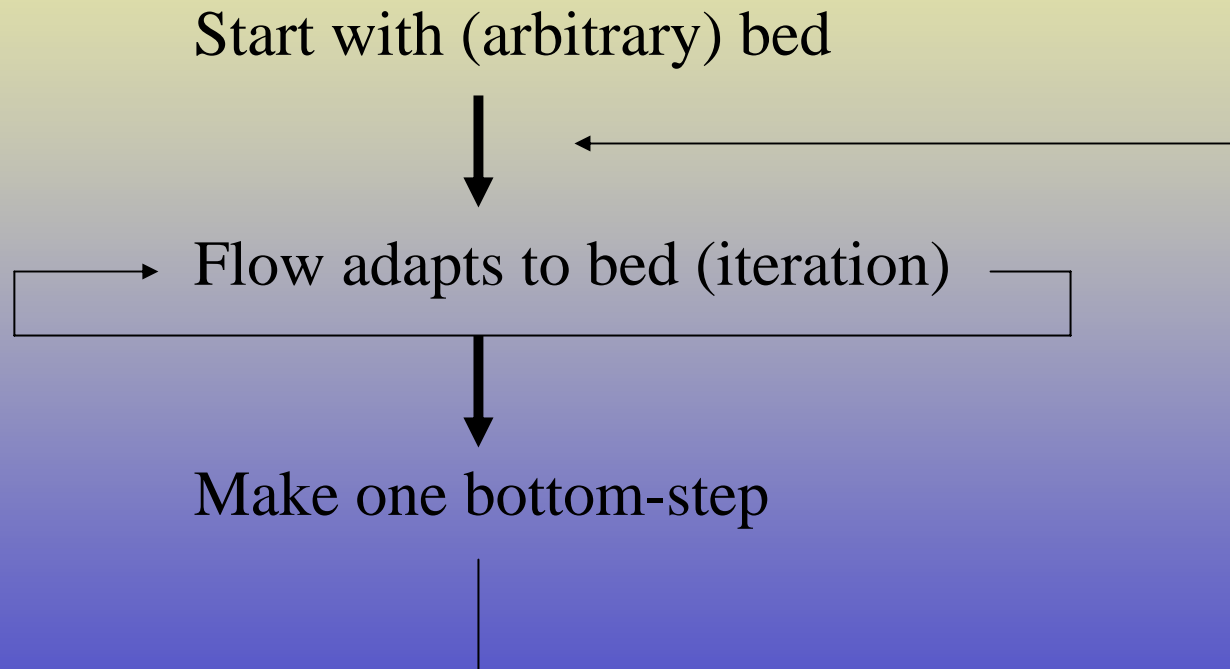 Start with (arbitrary) bed
Flow adapts to bed (iteration)
Make one bottom-step